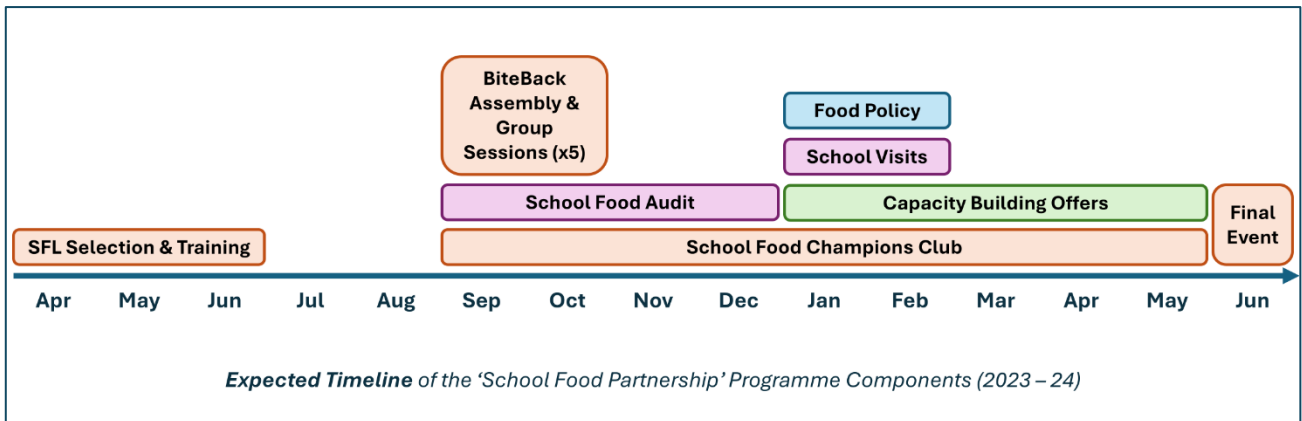 BiteBack
Assembly &
Group
Sessions (x5)
Food Policy
School Visits
School Food Audit
Capacity Building Offers
Final
Event
SFL Selection & Training
School Food Champions Club
Apr May Jun Jul Aug Sep Oct Nov Dec Jan Feb Mar Apr May Jun
Expected Timeline of the ‘School Food Partnership’ Programme Components (2023 – 24)